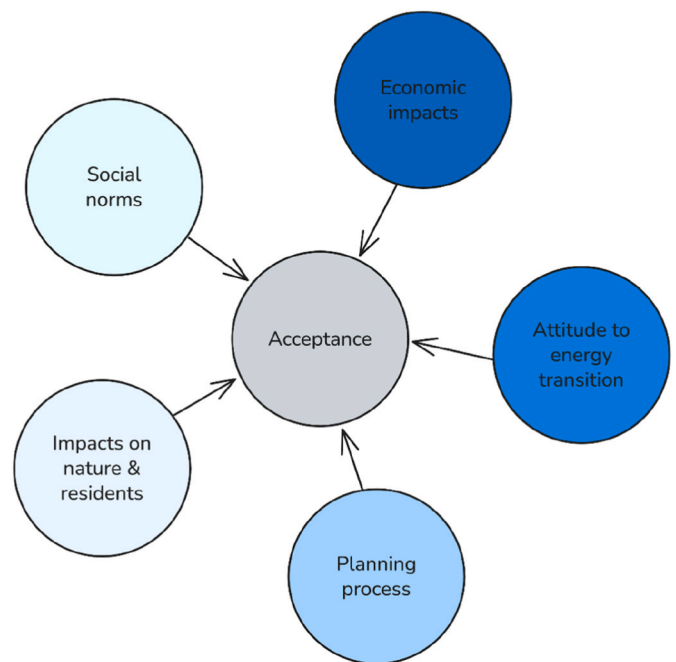 Economic
impacts
Social
norms
Acceptance
Attitude to
energy
transition
Impacts on
nature &
residents
Planning
process